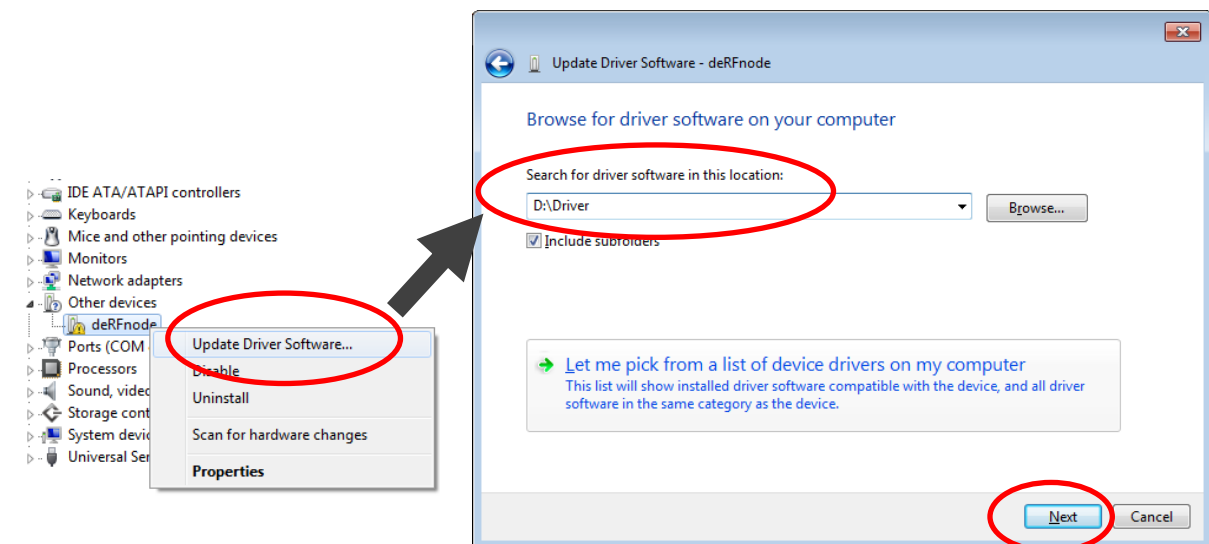 IDE ATA/ATAPI controllers
Keyboards
Mice and other pointing devices
Monitors
Network adapters
Other devices
deRFnode
Ports (COM
Processors
Sound, videc
Storage cont
System devic
Universal Ser
Update Driver Software...
Disable
Uninstall
Scan for hardware changes
Properties
Update Driver Software - deRFnode
Browse for driver software on your computer
Search for driver software in this location:
D:\Driver
Browse...
Include subfolders
Let me pick from a list of device drivers on my computer
This list will show installed driver software compatible with the device, and all driver
software in the same category as the device.
Next
Cancel